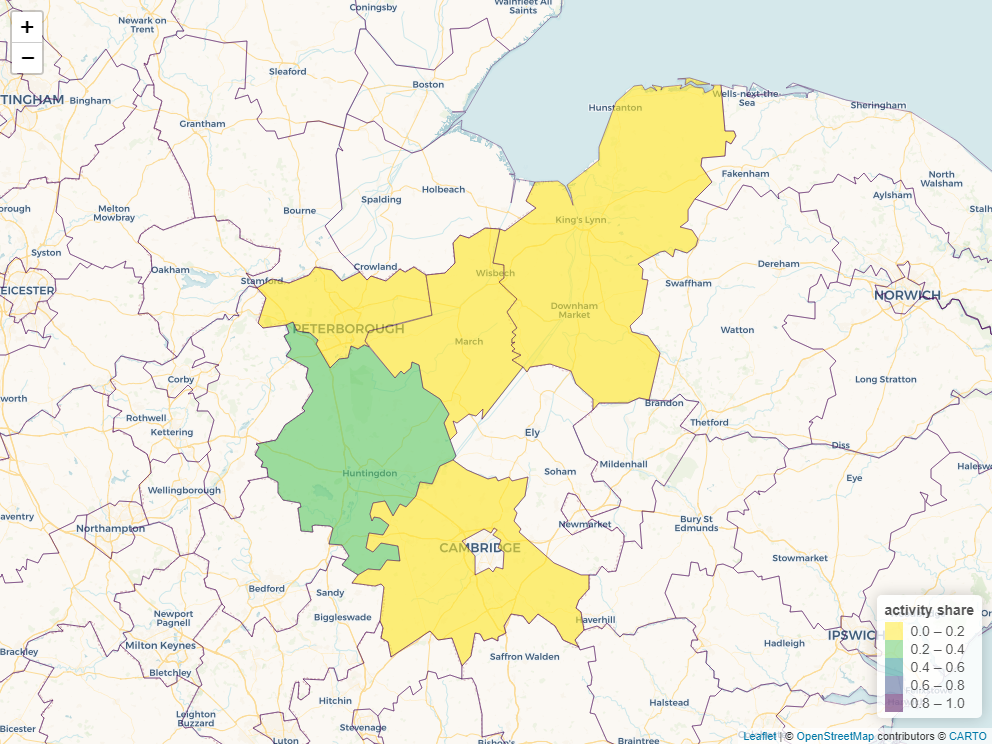 +
−
Coningsby
Wainfleet All
Saints
Newark on
Trent
Sleaford
Boston
TINGHAM
Bingham
Wells-next-the-
Sea
Hunstanton
Sheringham
Grantham
Fakenham
North
Walsham
Holbeach
Spalding
Aylsham
Melton
Mowbray
Bourne
King's Lynn
Syston
Oakham
Crowland
Wisbech
Dereham
Stamford
Swaffham
EICESTER
NORWICH
Downham
Market
PETERBOROUGH
March
Watton
Corby
Long Stratton
worth
Brandon
Rothwell
Kettering
Thetford
Ely
Diss
Mildenhall
Soham
Huntingdon
Eye
Wellingborough
aventry
Northampton
Newmarket
Bury St
Edmunds
CAMBRIDGE
Stowmarket
Bedford
Sandy
Newport
Pagnell
Biggleswade
Haverhill
IPSWICH
Milton Keynes
Hadleigh
Brackley
Saffron Walden
Bletchley
Hitchin
Halstead
Leighton
Buzzard
Stevenage
Bicester
Luton
Bishop's
Braintree
activity share
0.0 – 0.2
0.2 – 0.4
0.4 – 0.6
0.6 – 0.8
0.8 – 1.0
Leaflet | © OpenStreetMap contributors © CARTO